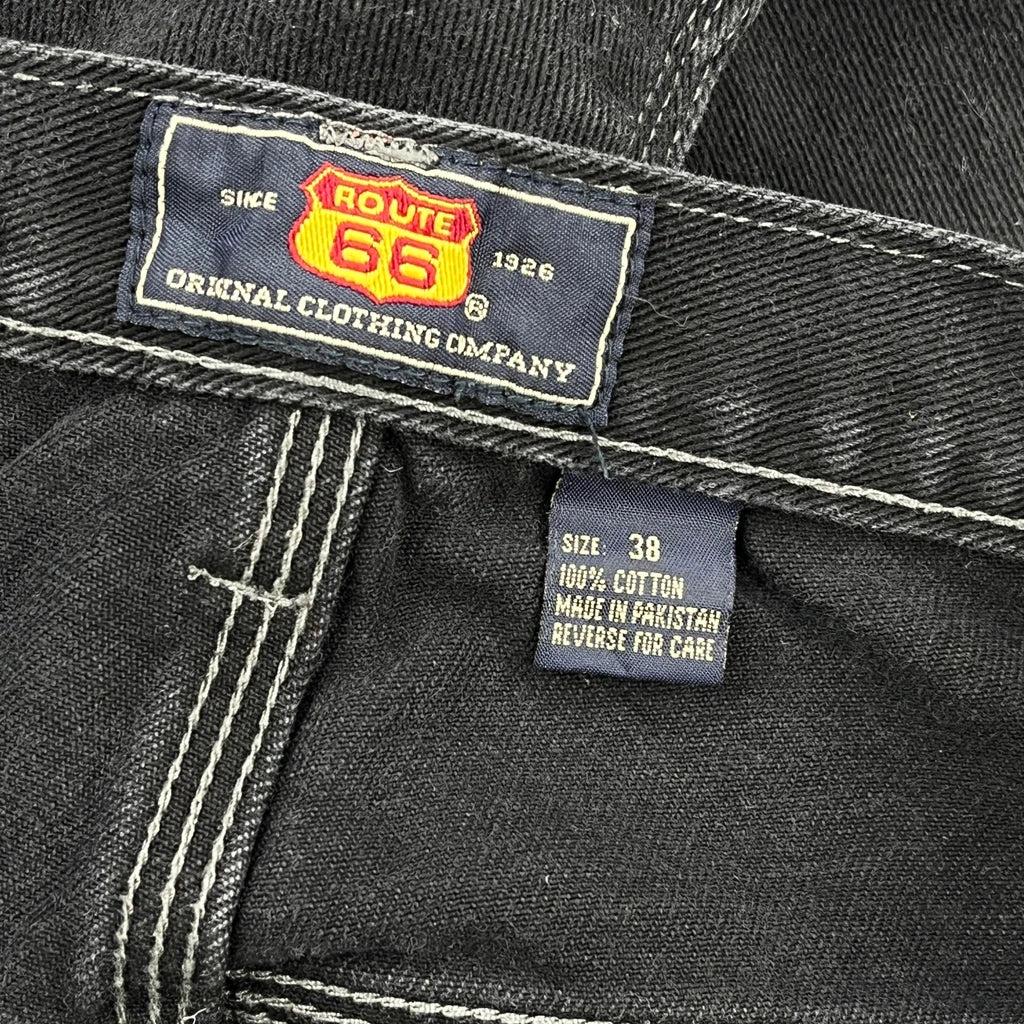 SINCE
ROUTE
66
1926
®
ORIGINAL CLOTHING COMPANY
SIZE: 38
100% COTTON
MADE IN PAKISTAN
REVERSE FOR CARE